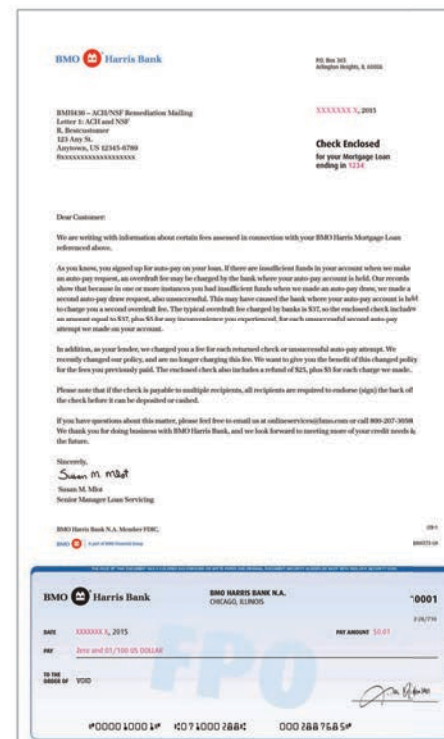 BMO Harris Bank
P.O. Box 365
Arlington Heights, IL 60006
BMH430 – ACH/NSF Remediation Mailing
Letter 1: ACH and NSF
R. Bestcustomer
123 Any St.
Anytown, US 12345-6789
XXXXXXX X, 2015
Check Enclosed
for your Mortgage Loan
ending in 1234
Dear Customer:
We are writing with information about certain fees assessed in connection with your BMO Harris Mortgage Loan
referenced above.
As you know, you signed up for auto-pay on your loan. If there are insufficient funds in your account when we make
an auto-pay request, an overdraft fee may be charged by the bank where your auto-pay account is held. Our records
show that because in one or more instances you had insufficient funds when we made an auto-pay draw, we made a
second auto-pay draw request, also unsuccessful. This may have caused the bank where your auto-pay account is held
to charge you a second overdraft fee. The typical overdraft fee charged by banks is $37, so the enclosed check includes
an amount equal to $37, plus $5 for any inconvenience you experienced, for each unsuccessful second auto-pay
attempt we made on your account.
In addition, as your lender, we charged you a fee for each returned check or unsuccessful auto-pay attempt. We
recently changed our policy, and are no longer charging this fee. We want to give you the benefit of this changed policy
for the fees you previously paid. The enclosed check also includes a refund of $25, plus $5 for each charge we made.
Please note that if the check is payable to multiple recipients, all recipients are required to endorse (sign) the back of
the check before it can be deposited or cashed.
If you have questions about this matter, please feel free to email us at onlineservices@bmo.com or call 800-207-3059.
We thank you for doing business with BMO Harris Bank, and we look forward to meeting more of your credit needs in
the future.
Sincerely,
Susan M. Mlot
Susan M. Mlot
Senior Manager Loan Servicing
BMO Harris Bank N.A. Member FDIC.
BMO A part of BMO Financial Group
BMO Harris Bank
BMO HARRIS BANK N.A.
CHICAGO, ILLINOIS
0001
2-28/710
DATE XXXXXXX X, 2015
PAY AMOUNT $0.01
PAY Zero and 01/100 US DOLLAR
TO THE
ORDER OF VOID
FPO
⑈00001000⑈ ⑆071000288⑆ 000 2887685⑈